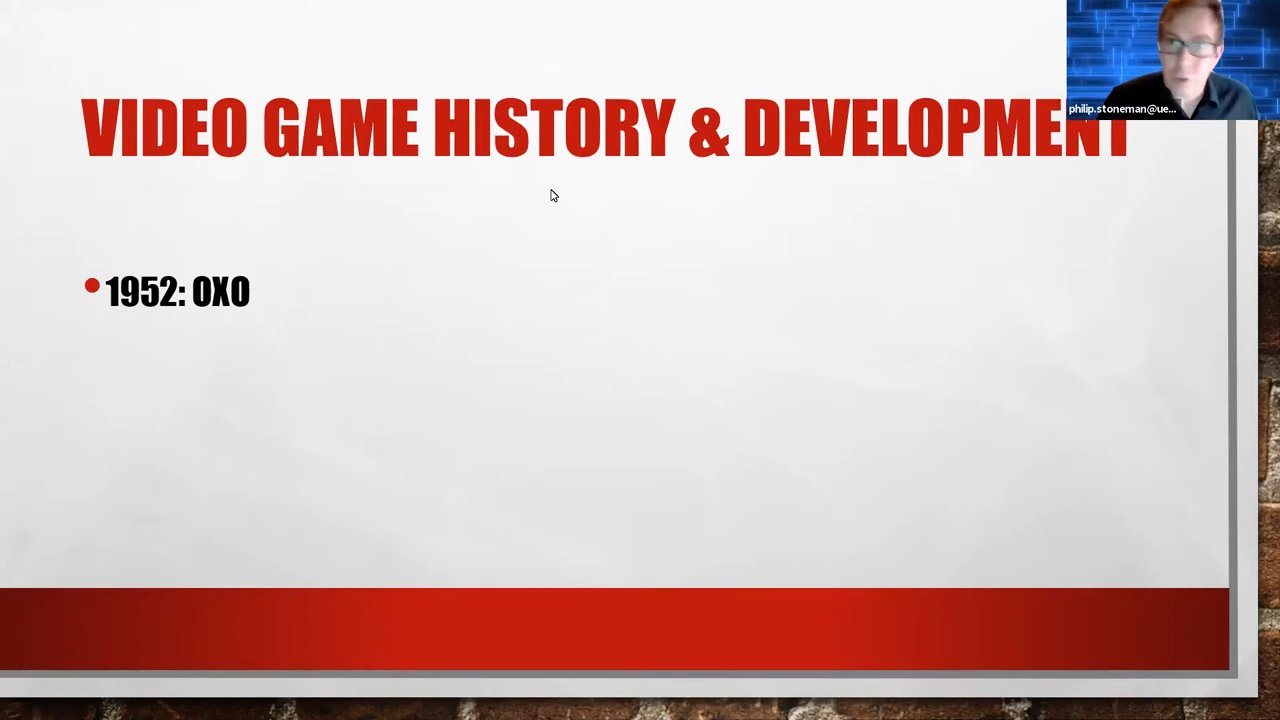 philip.stoneman@ue...
VIDEO GAME HISTORY & DEVELOPMENT
•1952: OXO